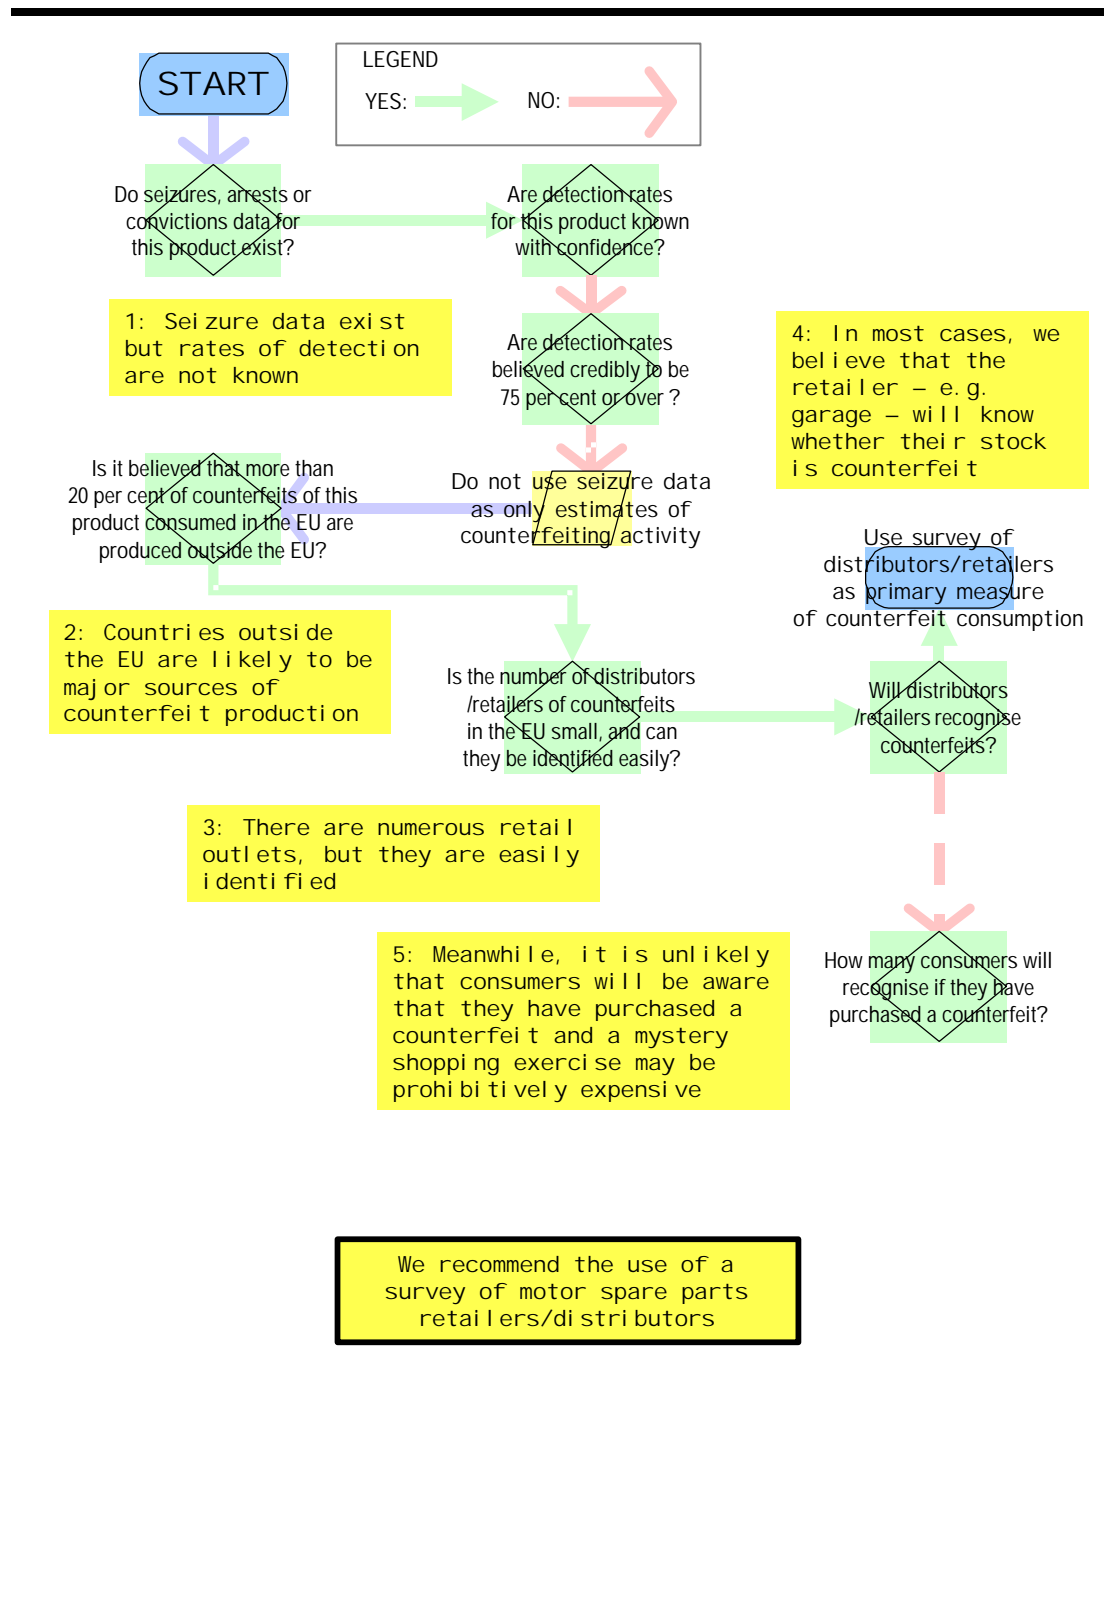 START
LEGEND
YES:
NO:
Do seizures, arrests or
convictions data for
this product exist?
Are detection rates
for this product known
with confidence?
1: Seizure data exist
but rates of detection
are not known
Are detection rates
believed credibly to be
75 per cent or over ?
4: In most cases, we
believe that the
retailer – e.g.
garage – will know
whether their stock
is counterfeit
Is it believed that more than
20 per cent of counterfeits of this
product consumed in the EU are
produced outside the EU?
Do not use seizure data
as only estimates of
counterfeiting activity
Use survey of
distributors/retailers
as primary measure
of counterfeit consumption
2: Countries outside
the EU are likely to be
major sources of
counterfeit production
Is the number of distributors
/retailers of counterfeits
in the EU small, and can
they be identified easily?
Will distributors
/retailers recognise
counterfeits?
3: There are numerous retail
outlets, but they are easily
identified
5: Meanwhile, it is unlikely
that consumers will be aware
that they have purchased a
counterfeit and a mystery
shopping exercise may be
prohibitively expensive
How many consumers will
recognise if they have
purchased a counterfeit?
We recommend the use of a
survey of motor spare parts
retailers/distributors